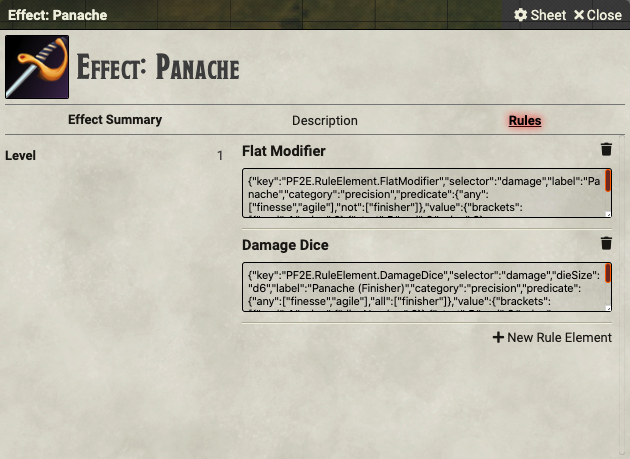 Effect: Panache
Sheet
Close
Effect: Panache
Effect Summary
Description
Rules
Level
1
Flat Modifier
{"key":"PF2E.RuleElement.FlatModifier","selector":"damage","label":"Pa
nache","category":"precision","predicate":{"any":
["finesse","agile"],"not":["finisher"]},"value":{"brackets":
Damage Dice
{"key":"PF2E.RuleElement.DamageDice","selector":"damage","dieSize":
"d6","label":"Panache (Finisher)","category":"precision","predicate":
{"any":["finesse","agile"],"all":["finisher"]},"value":{"brackets":
+ New Rule Element